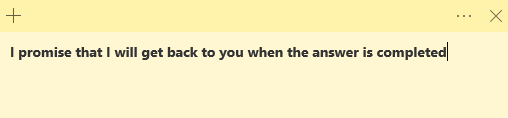 I promise that I will get back to you when the answer is completed